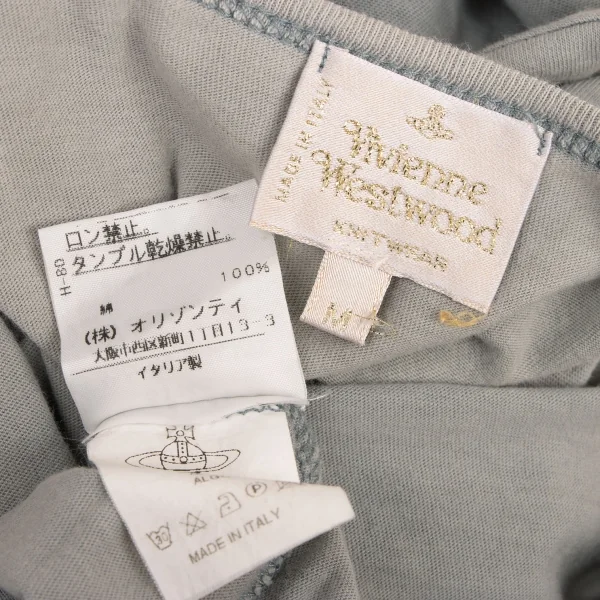 MADE IN ITALY
Vivienne
Westwood
KNITWEAR
M
H-80
ロン禁止。
タンブル乾燥禁止。
100%
綿
(株) オリゾンティ
大阪市西区新町1丁目13-3
イタリア製
30
P
MADE IN ITALY